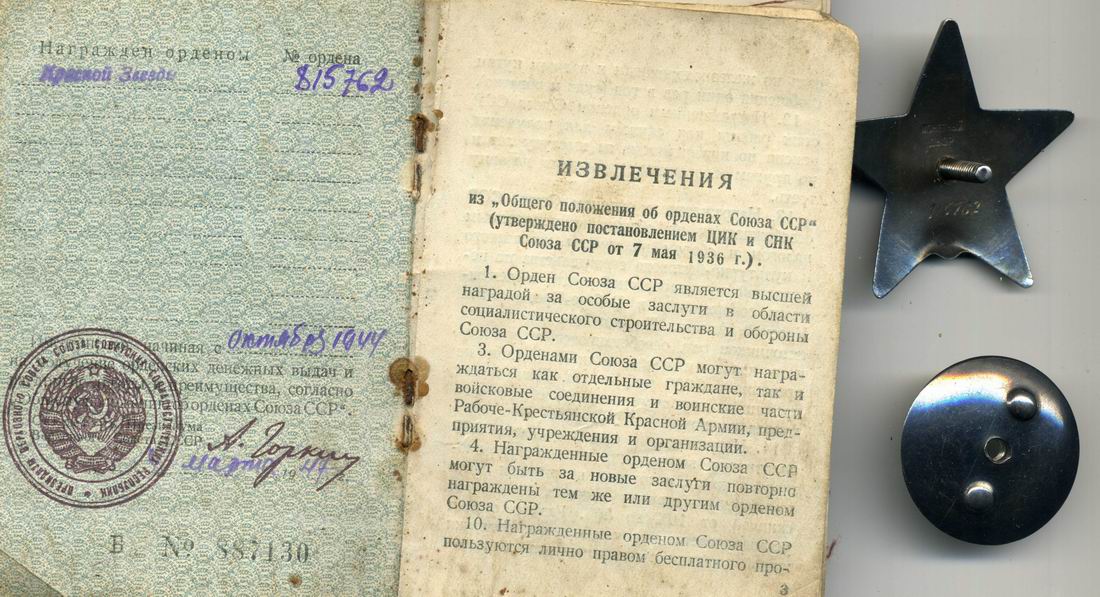 Награжден орденом № ордена
Красной Звезды 815762
начиная с октября 1944
денежных выдач и
преимущества, согласно
орденах Союза ССР“.
А. Горкин
марта 19
Б № 887130
ИЗВЛЕЧЕНИЯ
из „Общего положения об орденах Союза ССР“
(утверждено постановлением ЦИК и СНК
Союза ССР от 7 мая 1936 г.).
1. Орден Союза ССР является высшей
наградой за особые заслуги в области
социалистического строительства и обороны
Союза ССР.
3. Орденами Союза ССР могут награ-
ждаться как отдельные граждане, так и
войсковые соединения и воинские части
Рабоче-Крестьянской Красной Армии, пред-
приятия, учреждения и организации.
4. Награжденные орденом Союза ССР
могут быть за новые заслуги повторно
награждены тем же или другим орденом
Союза ССР.
10. Награжденные орденом Союза ССР
пользуются лично правом бесплатного про-
3